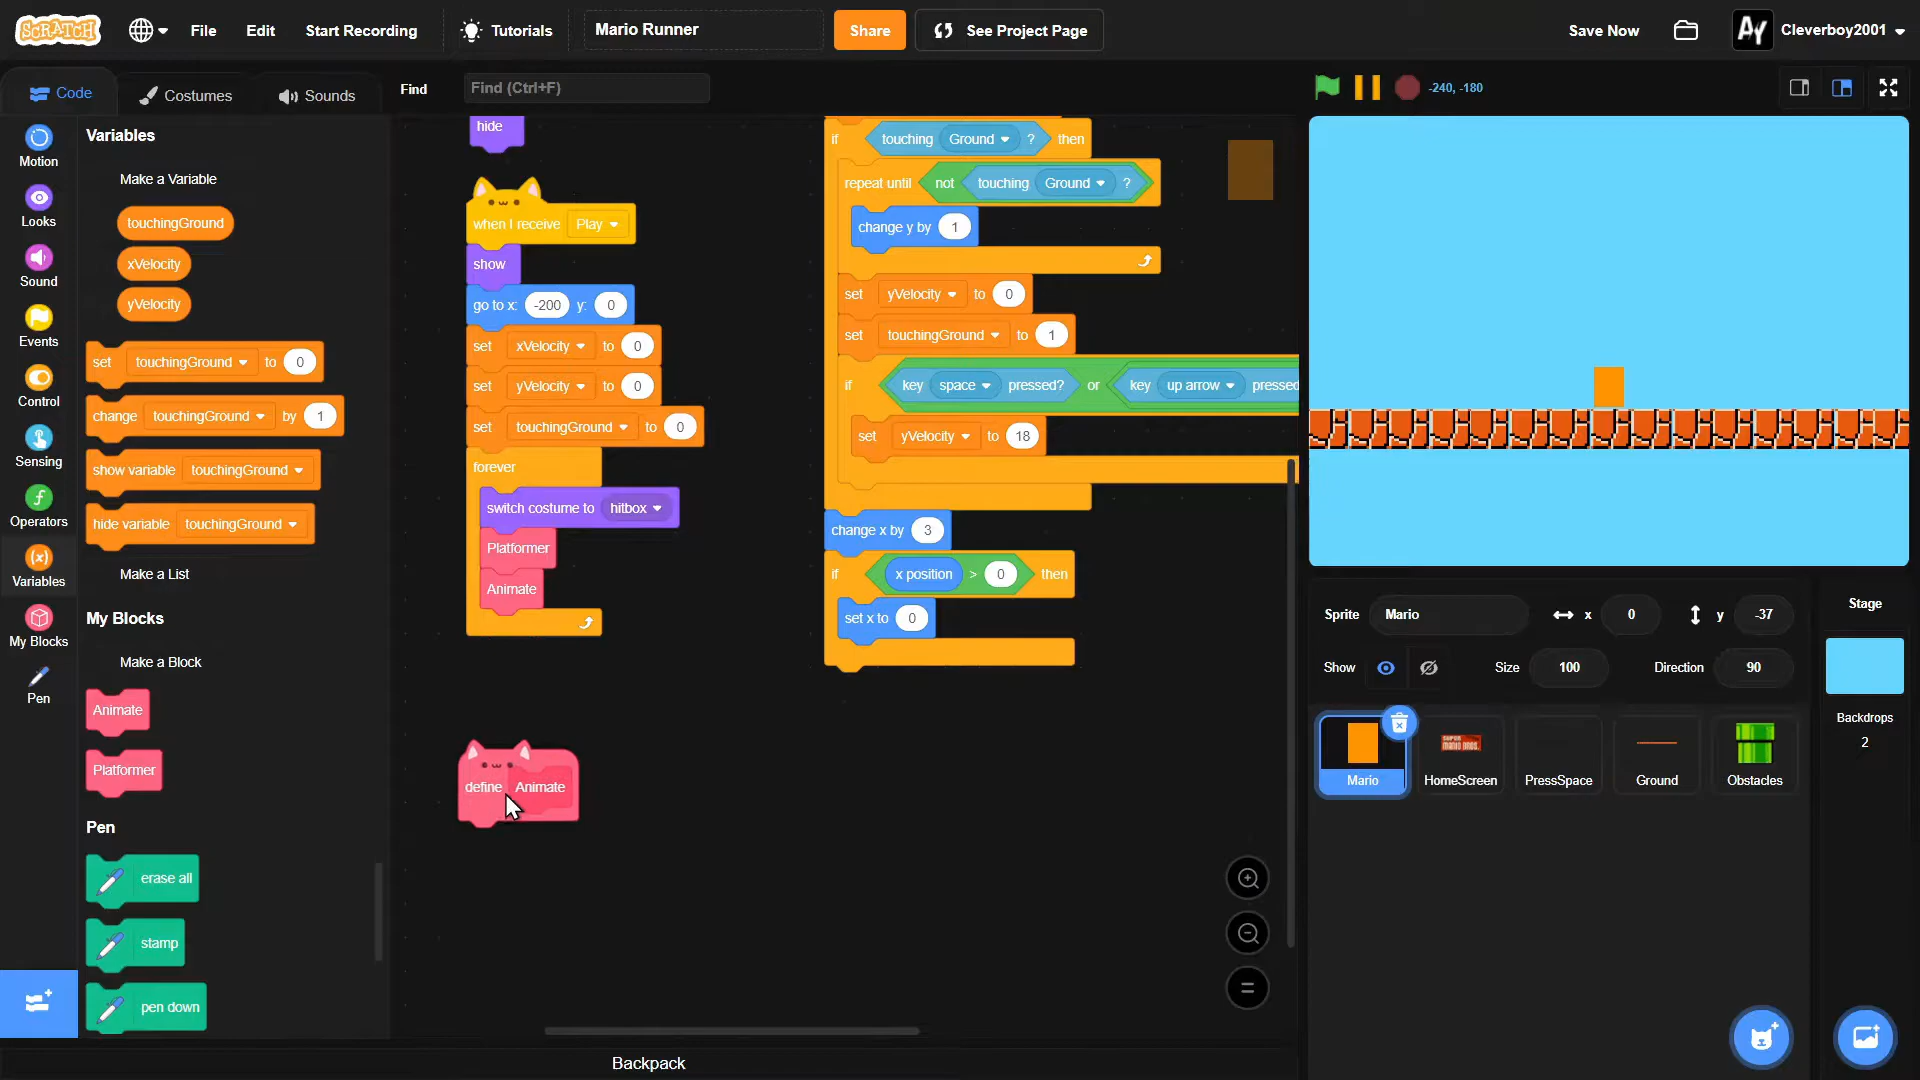 SCRATCH
File
Edit
Start Recording
Tutorials
Mario Runner
Share
See Project Page
Save Now
Ay
Cleverboy2001
Code
Costumes
Sounds
Find
Find (Ctrl+F)
-240, -180
Motion
Looks
Sound
Events
Control
Sensing
Operators
(x)
Variables
My Blocks
Pen
Variables
Make a Variable
touchingGround
xVelocity
yVelocity
set touchingGround to 0
change touchingGround by 1
show variable touchingGround
hide variable touchingGround
Make a List
My Blocks
Make a Block
Animate
Platformer
Pen
erase all
stamp
pen down
hide
when I receive Play
show
go to x: -200 y: 0
set xVelocity to 0
set yVelocity to 0
set touchingGround to 0
forever
switch costume to hitbox
Platformer
Animate
define Animate
if touching Ground ? then
repeat until not touching Ground ?
change y by 1
set yVelocity to 0
set touchingGround to 1
if key space pressed? or key up arrow pressed
set yVelocity to 18
change x by 3
if x position > 0 then
set x to 0
Sprite Mario x 0 y -37
Show Size 100 Direction 90
Mario
HomeScreen
PressSpace
Ground
Obstacles
Stage
Backdrops
2
Backpack